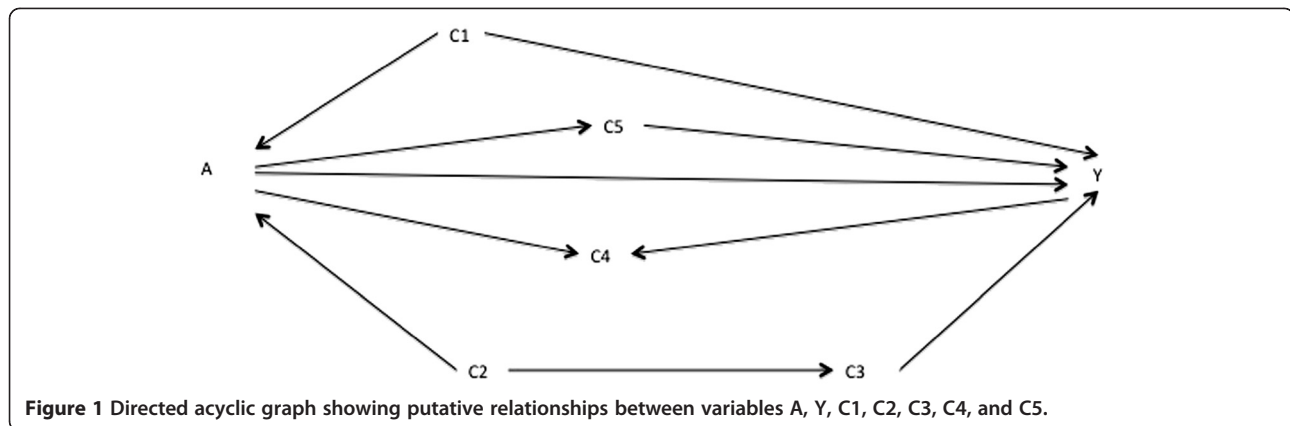 C1
C5
A
Y
C4
C2
C3
Figure 1 Directed acyclic graph showing putative relationships between variables A, Y, C1, C2, C3, C4, and C5.